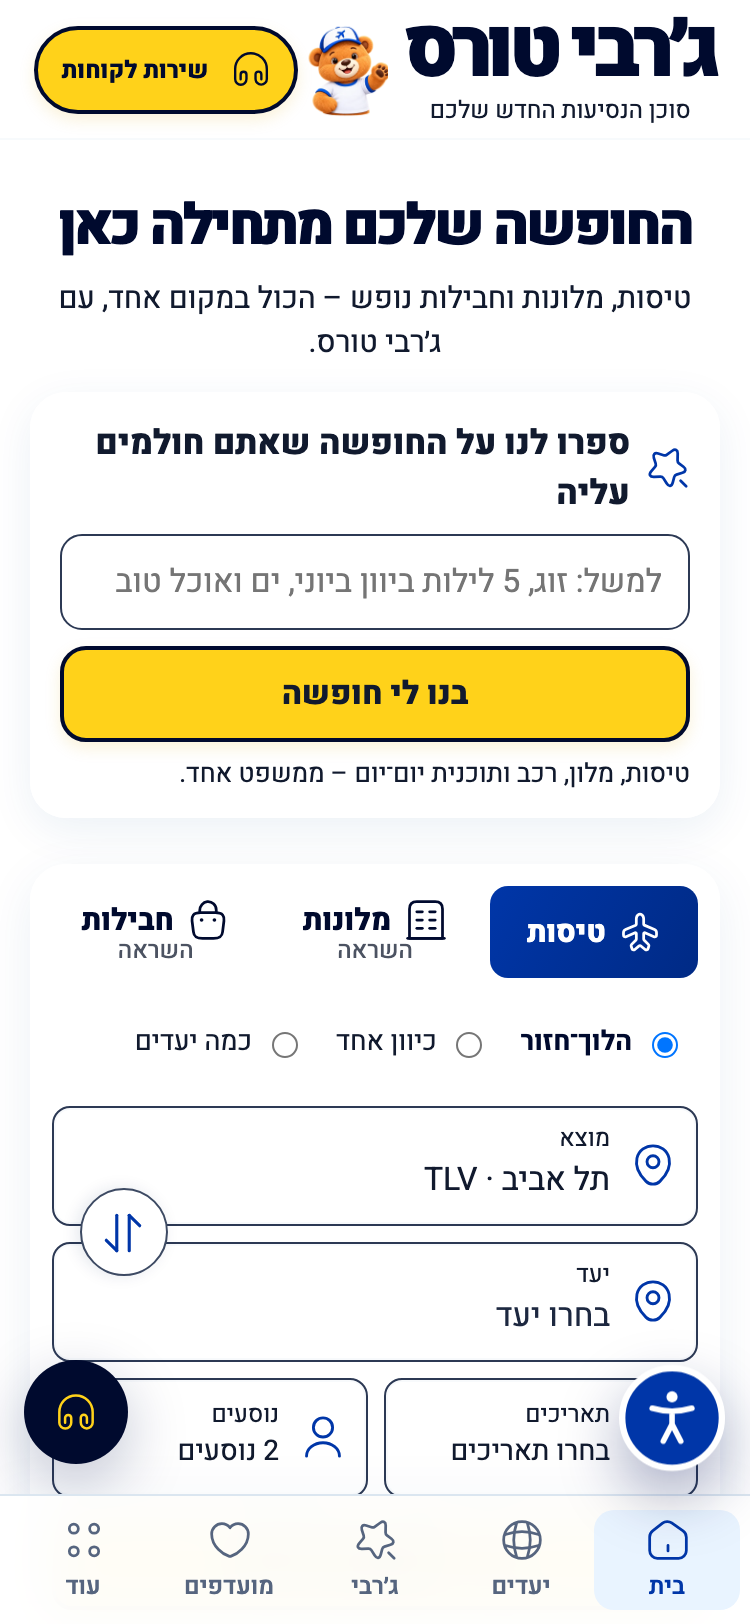 ג׳רבי טורס
סוכן הנסיעות החדש שלכם
שירות לקוחות
החופשה שלכם מתחילה כאן
טיסות, מלונות וחבילות נופש – הכול במקום אחד, עם
ג׳רבי טורס.
ספרו לנו על החופשה שאתם חולמים
עליה
למשל: זוג, 5 לילות ביוון ביוני, ים ואוכל טוב
בנו לי חופשה
טיסות, מלון, רכב ותוכנית יום־יום – ממשפט אחד.
טיסות
מלונות
השראה
חבילות
השראה
הלוך־חזור
כיוון אחד
כמה יעדים
מוצא
תל אביב · TLV
יעד
בחרו יעד
תאריכים
בחרו תאריכים
נוסעים
2 נוסעים
בית
יעדים
ג׳רבי
מועדפים
עוד